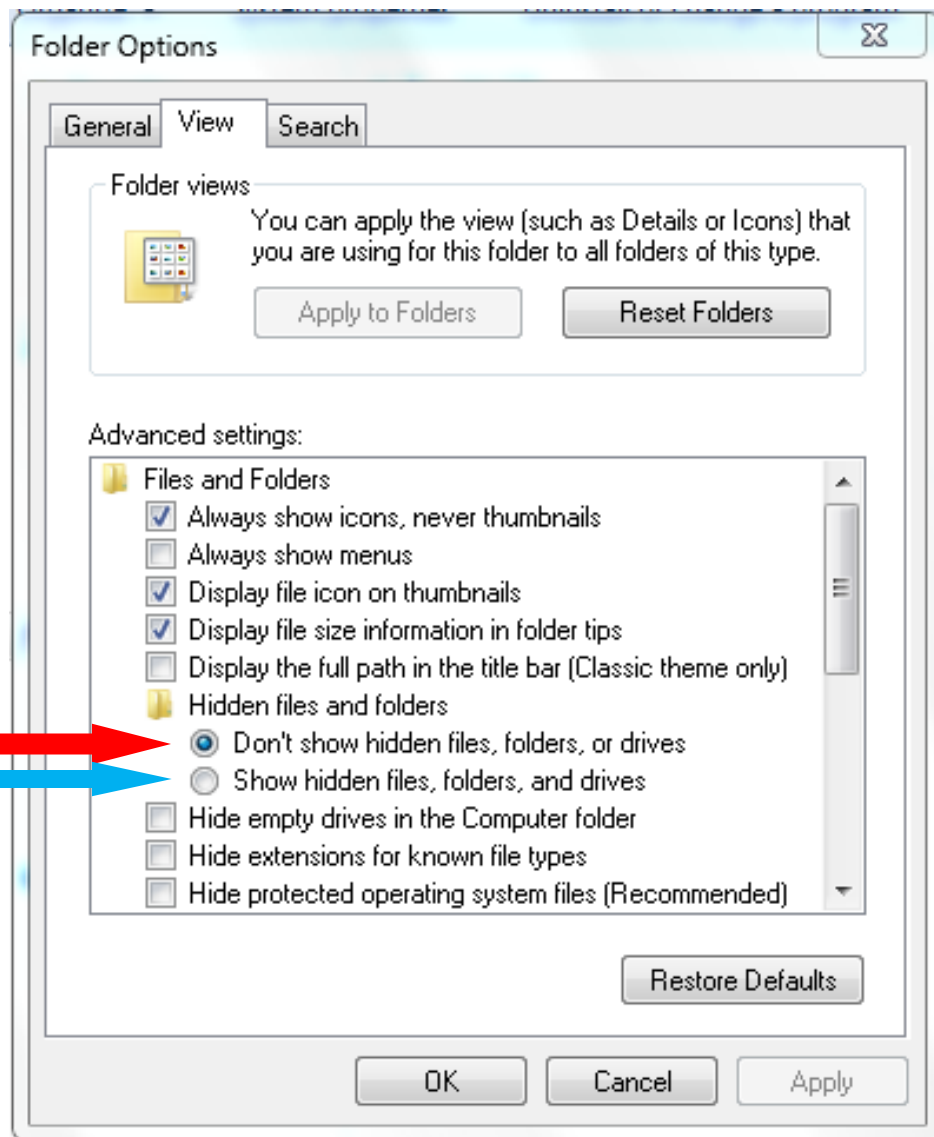 Folder Options
General View Search
Folder views
You can apply the view (such as Details or Icons) that
you are using for this folder to all folders of this type.
Apply to Folders Reset Folders
Advanced settings:
Files and Folders
Always show icons, never thumbnails
Always show menus
Display file icon on thumbnails
Display file size information in folder tips
Display the full path in the title bar (Classic theme only)
Hidden files and folders
Don't show hidden files, folders, or drives
Show hidden files, folders, and drives
Hide empty drives in the Computer folder
Hide extensions for known file types
Hide protected operating system files (Recommended)
Restore Defaults
OK Cancel Apply